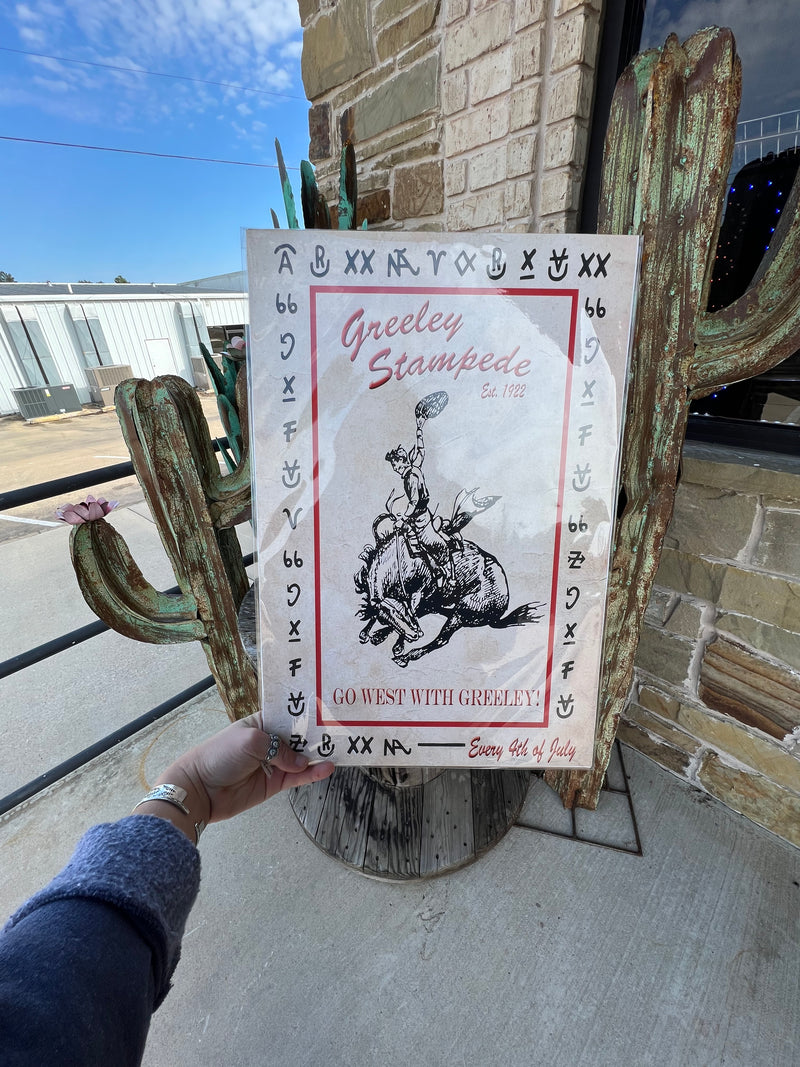 Greeley
Stampede
Est. 1922
GO WEST WITH GREELEY!
Every 4th of July